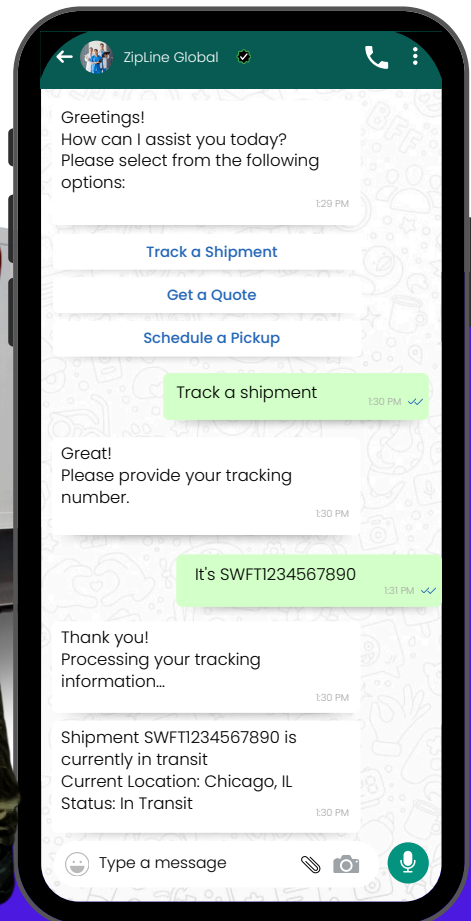 ZipLine Global
Greetings!
How can I assist you today?
Please select from the following
options:
1:29 PM
Track a Shipment
Get a Quote
Schedule a Pickup
Track a shipment
1:30 PM
Great!
Please provide your tracking
number.
1:30 PM
It's SWFT1234567890
1:31 PM
Thank you!
Processing your tracking
information...
1:30 PM
Shipment SWFT1234567890 is
currently in transit
Current Location: Chicago, IL
Status: In Transit
1:30 PM
Type a message